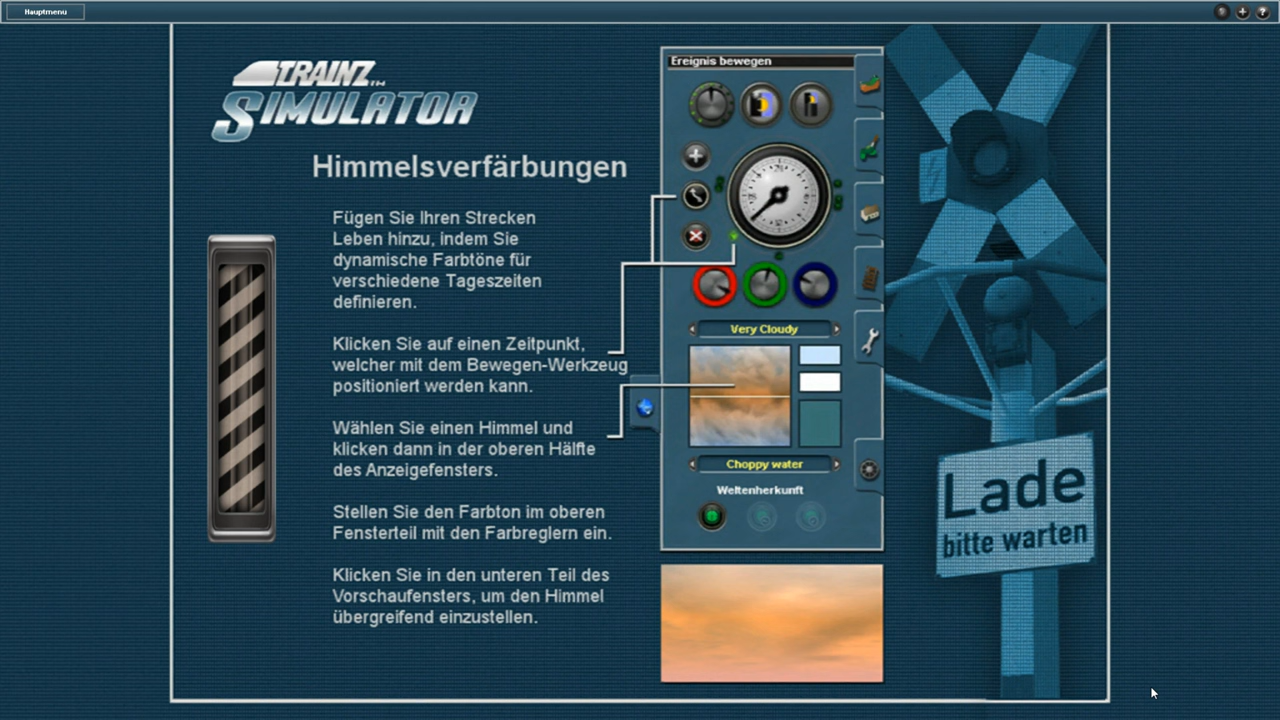 Hauptmenu
TRAINZ TM
SIMULATOR
Himmelsverfärbungen
Fügen Sie Ihren Strecken
Leben hinzu, indem Sie
dynamische Farbtöne für
verschiedene Tageszeiten
definieren.
Klicken Sie auf einen Zeitpunkt,
welcher mit dem Bewegen-Werkzeug
positioniert werden kann.
Wählen Sie einen Himmel und
klicken dann in der oberen Hälfte
des Anzeigefensters.
Stellen Sie den Farbton im oberen
Fensterteil mit den Farbreglern ein.
Klicken Sie in den unteren Teil des
Vorschaufensters, um den Himmel
übergreifend einzustellen.
Ereignis bewegen
Very Cloudy
Choppy water
Weltenherkunft
Lade
bitte warten